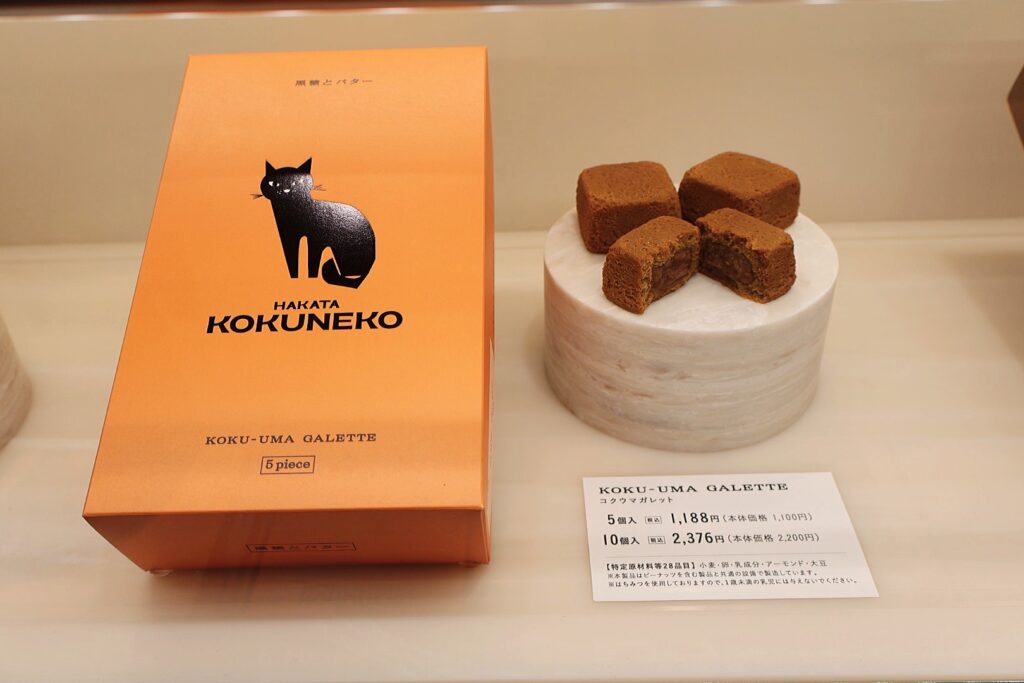 黒糖とバター
HAKATA
KOKUNEKO
KOKU-UMA GALETTE
5 piece
黒糖とバター
KOKU-UMA GALETTE
コクウマガレット
5個入 税込 1,188円(本体価格 1,100円)
10個入 税込 2,376円(本体価格 2,200円)
【特定原材料等28品目】小麦・卵・乳成分・アーモンド・大豆
※本製品はピーナッツを含む製品と共通の設備で製造しています。
※はちみつを使用しておりますので、1歳未満の乳児には与えないでください。